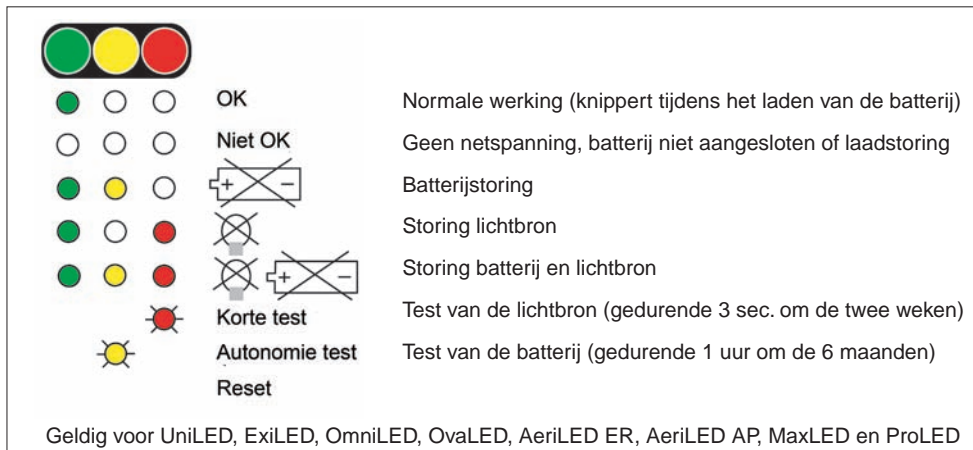 OK Normale werking (knippert tijdens het laden van de batterij)
Niet OK Geen netspanning, batterij niet aangesloten of laadstoring
Batterijstoring
Storing lichtbron
Storing batterij en lichtbron
Korte test Test van de lichtbron (gedurende 3 sec. om de twee weken)
Autonomie test Test van de batterij (gedurende 1 uur om de 6 maanden)
Reset
Geldig voor UniLED, ExiLED, OmniLED, OvaLED, AeriLED ER, AeriLED AP, MaxLED en ProLED